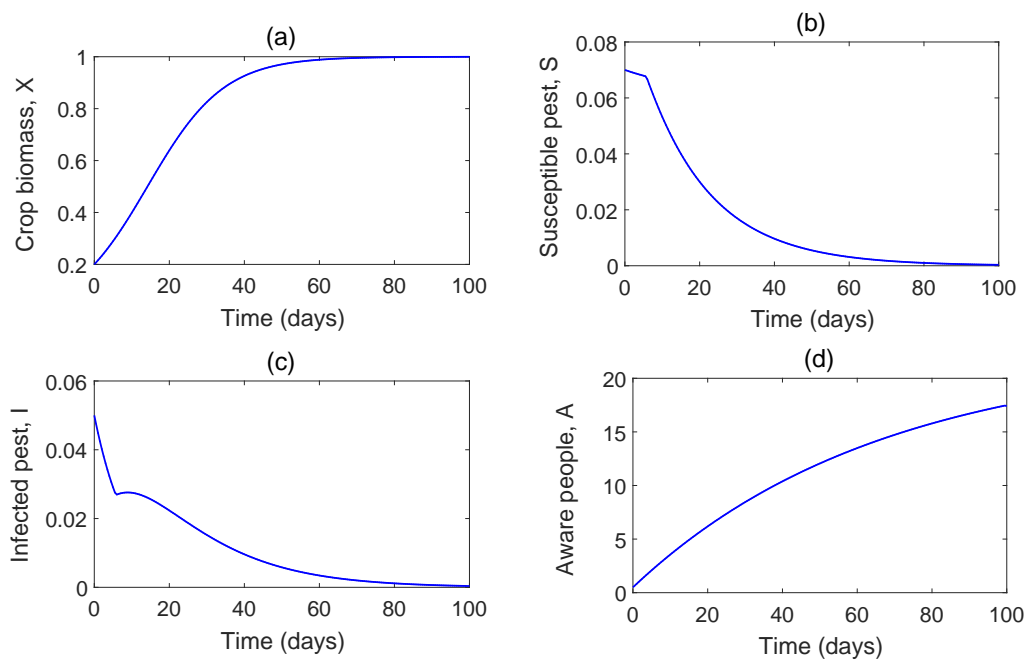 (a)
1
0.8
0.6
0.4
0.2
0 20 40 60 80 100
Crop biomass, X
Time (days)
(b)
0.08
0.06
0.04
0.02
0
0 20 40 60 80 100
Susceptible pest, S
Time (days)
(c)
0.06
0.04
0.02
0
0 20 40 60 80 100
Infected pest, I
Time (days)
(d)
20
15
10
5
0
0 20 40 60 80 100
Aware people, A
Time (days)